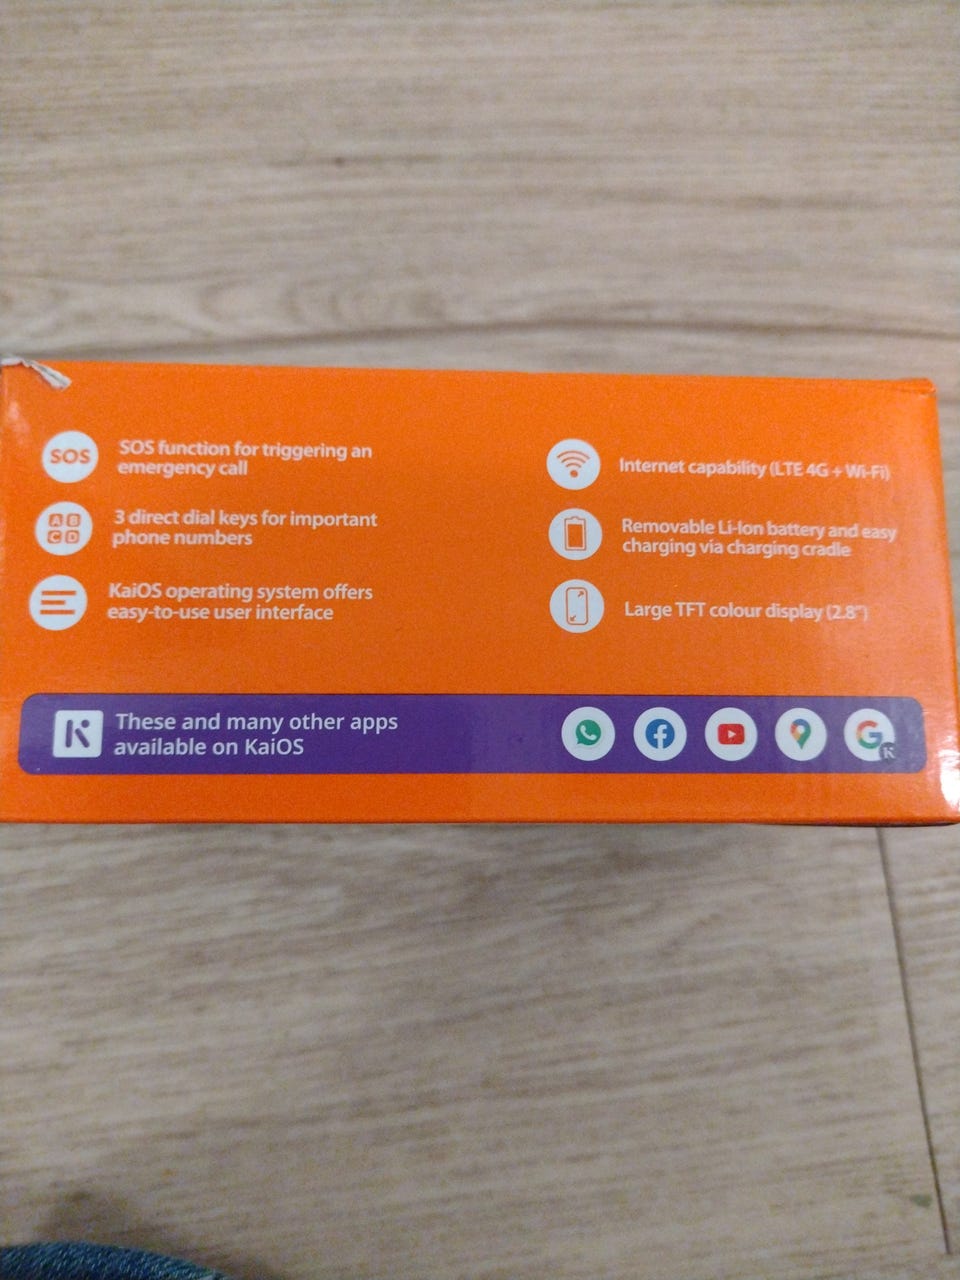 SOS
SOS function for triggering an
emergency call
A B
C D
3 direct dial keys for important
phone numbers
KaiOS operating system offers
easy-to-use user interface
Internet capability (LTE 4G + Wi-Fi)
Removable Li-Ion battery and easy
charging via charging cradle
Large TFT colour display (2.8")
K
These and many other apps
available on KaiOS
f
G
K